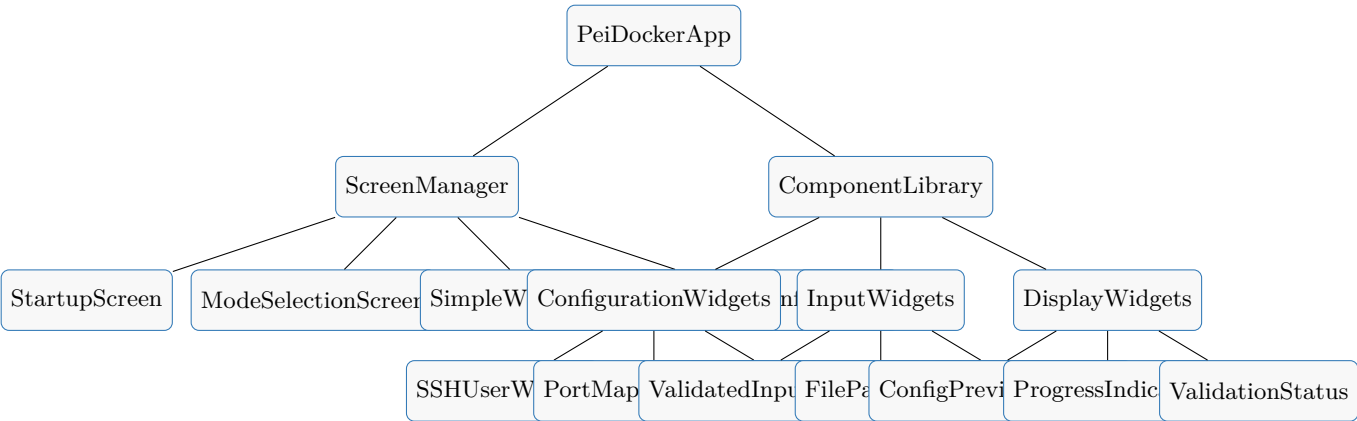 PeiDockerApp
ScreenManager
ComponentLibrary
StartupScreen
ModeSelectionScreen
SimpleW
ConfigurationWidgets
InputWidgets
DisplayWidgets
SSHUserW
PortMap
ValidatedInpu
FilePa
ConfigPrevi
ProgressIndic
ValidationStatus